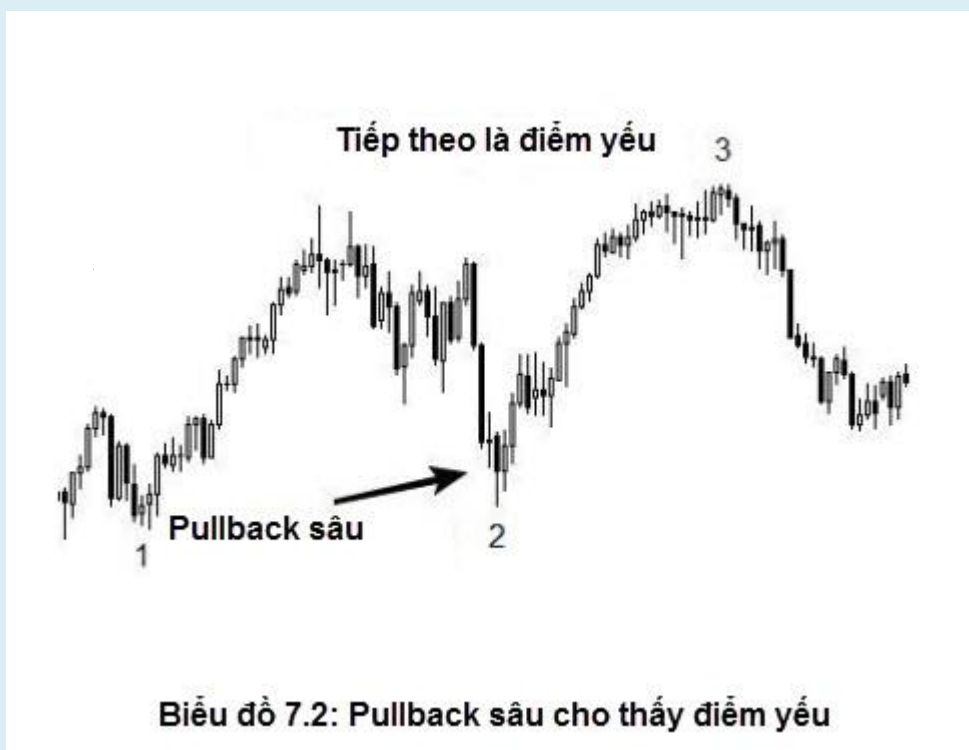 Tiếp theo là điểm yếu
3
Pullback sâu
1
2
Biểu đồ 7.2: Pullback sâu cho thấy điểm yếu